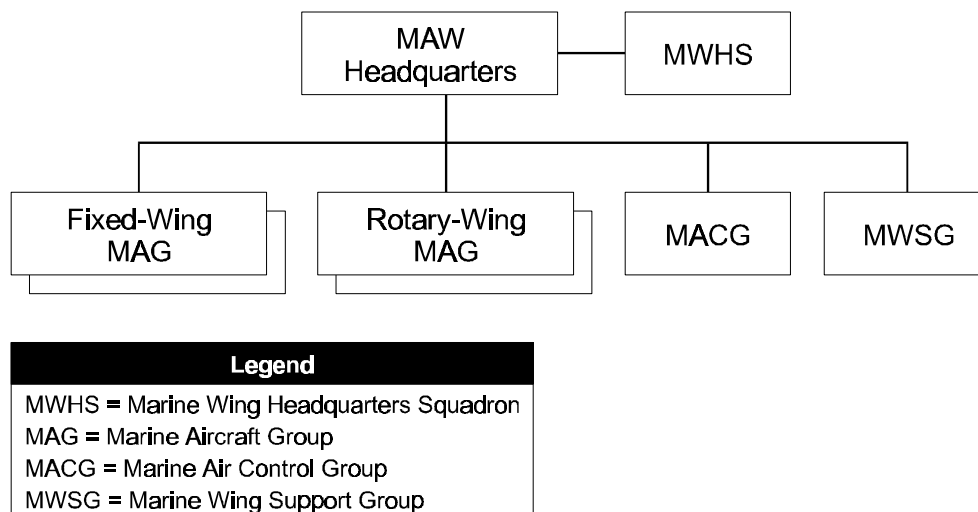 MAW
Headquarters
MWHS
Fixed-Wing
MAG
Rotary-Wing
MAG
MACG
MWSG
Legend
MWHS = Marine Wing Headquarters Squadron
MAG = Marine Aircraft Group
MACG = Marine Air Control Group
MWSG = Marine Wing Support Group